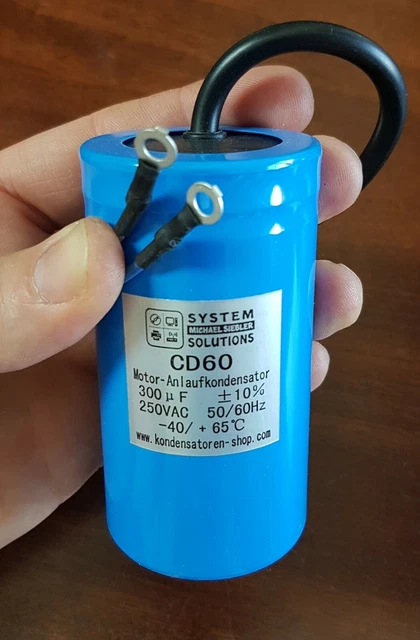 SYSTEM
MICHAEL SIEBLER
SOLUTIONS
CD60
Motor-Anlaufkondensator
300μF ±10%
250VAC 50/60Hz
-40/+65℃
www.kondensatoren-shop.com